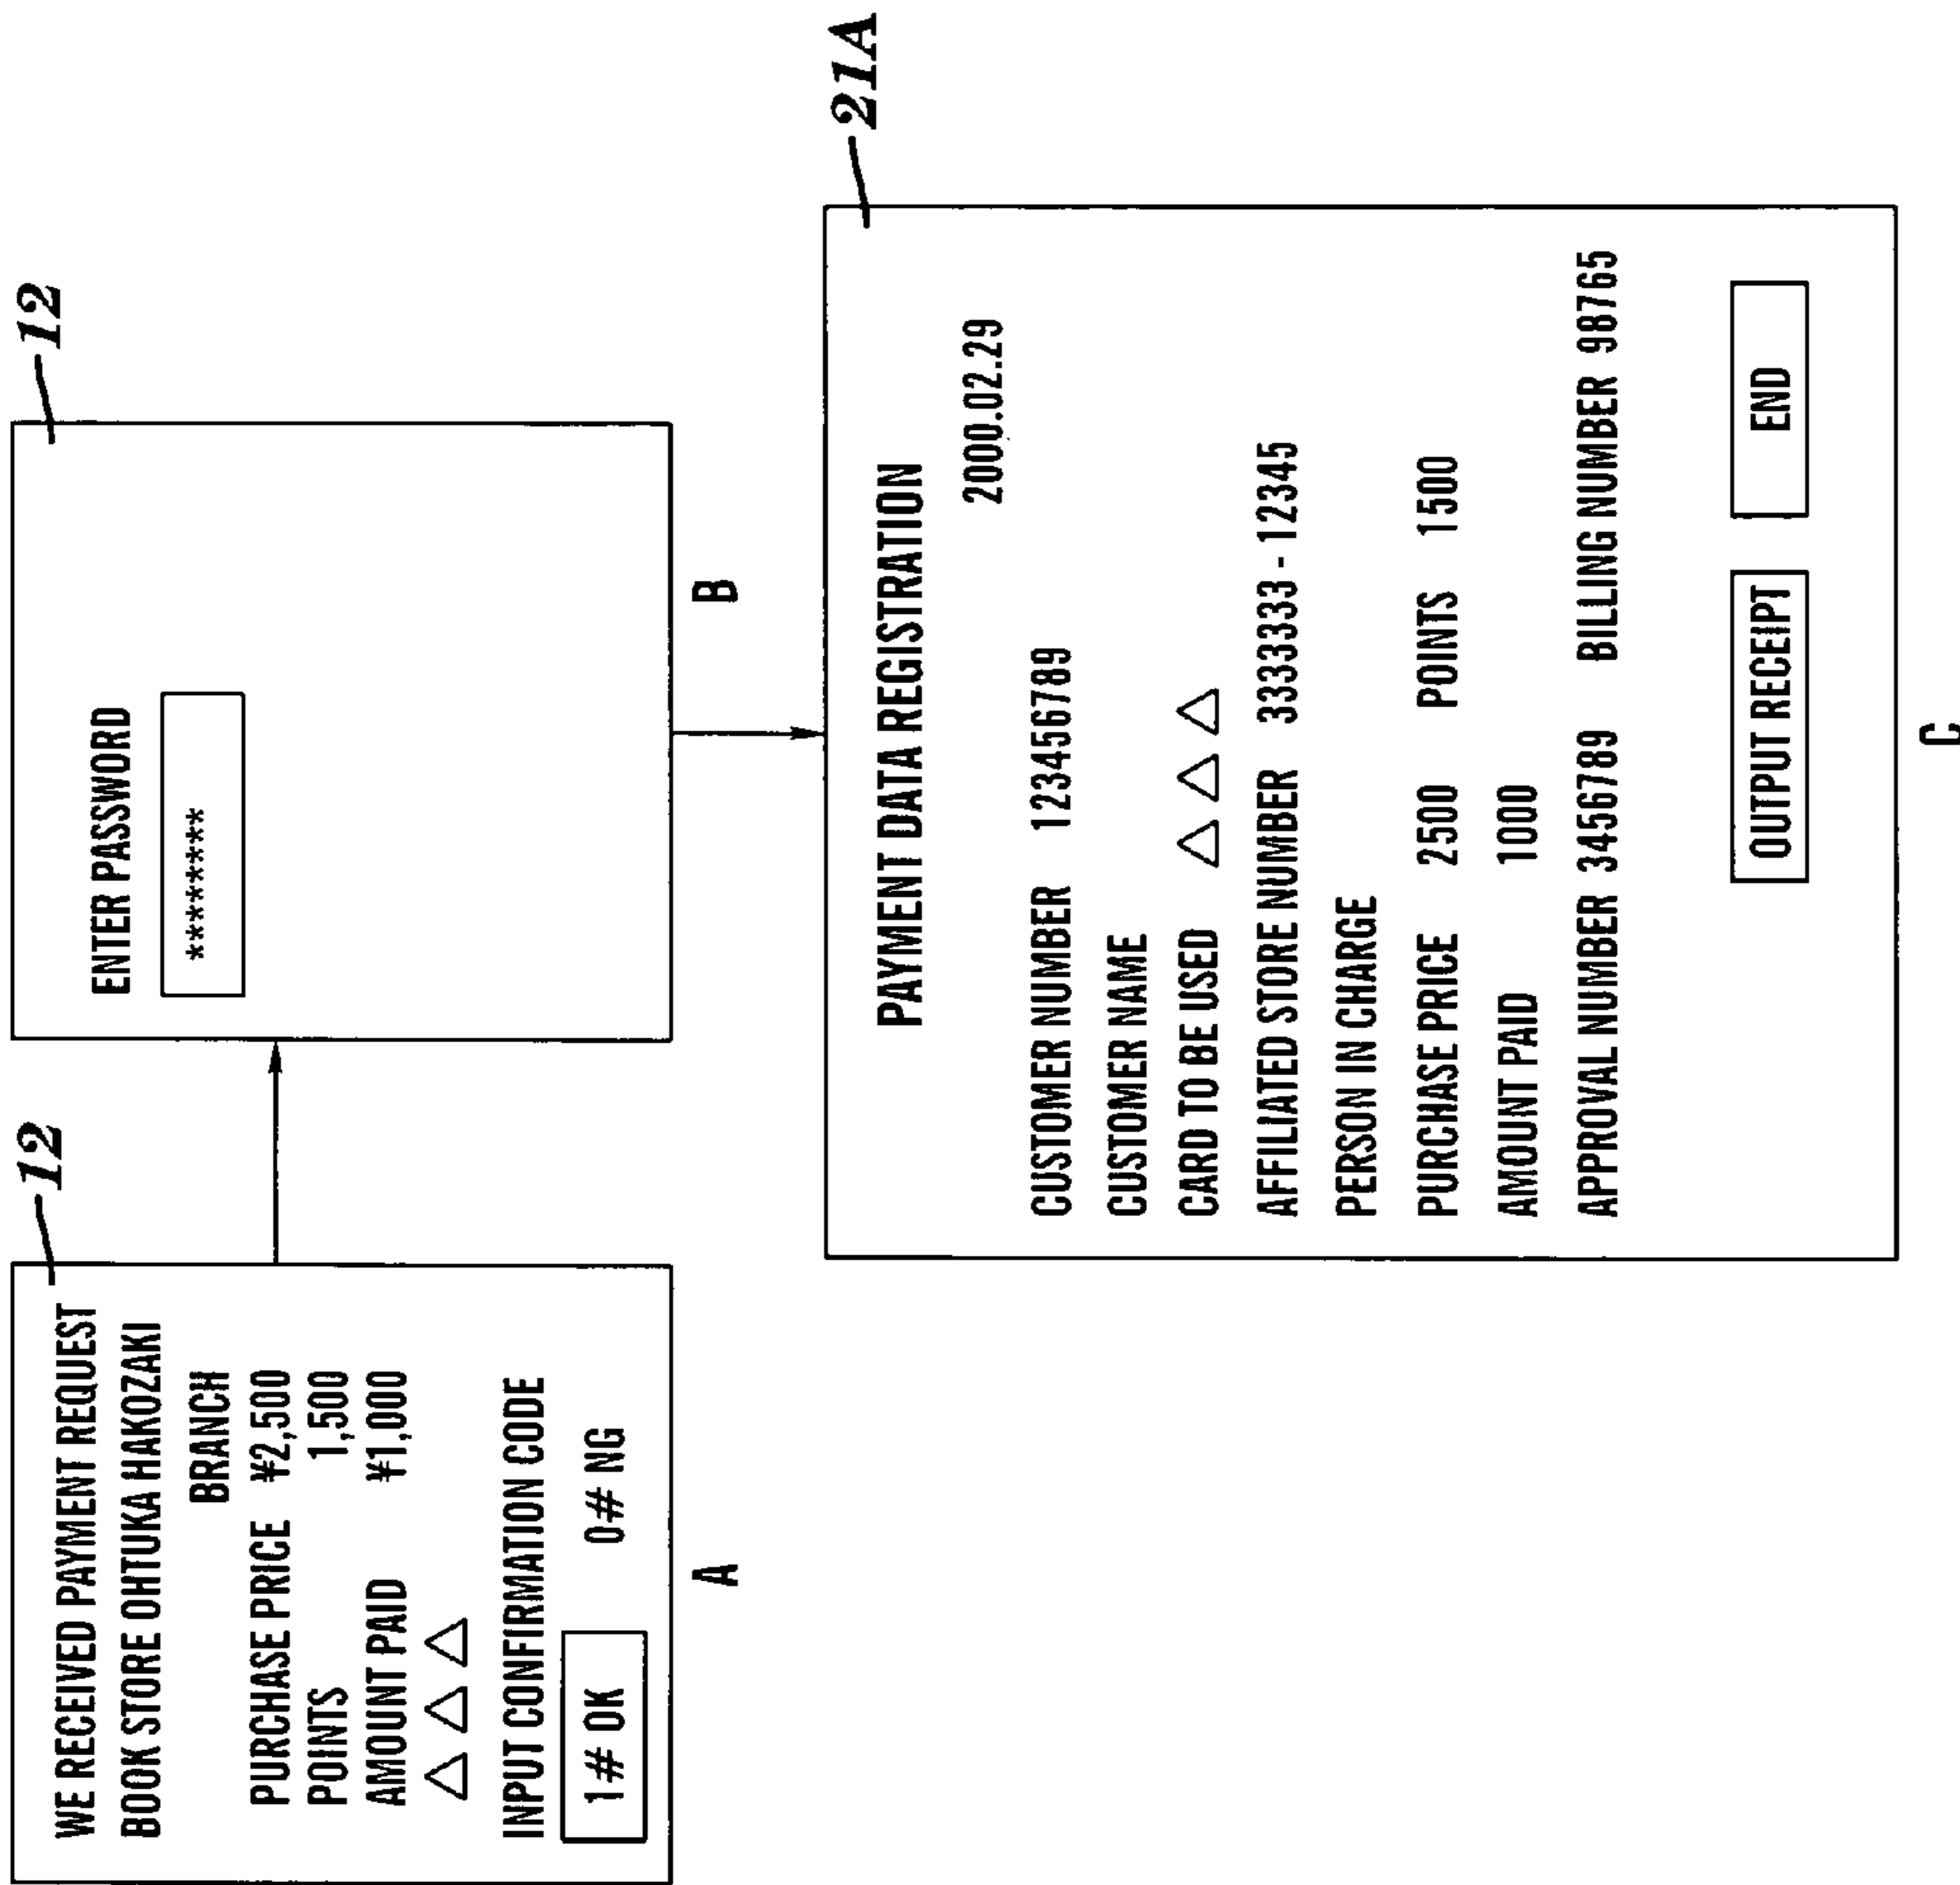 12
WE RECEIVED PAYMENT REQUEST
BOOK STORE OHTUKA HAKOZAKI
BRANCH
PURCHASE PRICE ¥2,500
POINTS 1,500
AMOUNT PAID ¥1,000
△ △ △
INPUT CONFIRMATION CODE
1# OK 0# NG
A
12
ENTER PASSWORD
*********
B
21A
PAYMENT DATA REGISTRATION
2000.02.29
CUSTOMER NUMBER 123456789
CUSTOMER NAME
CARD TO BE USED △ △ △
AFFILIATED STORE NUMBER 333333-12345
PERSON IN CHARGE
PURCHASE PRICE 2500 POINTS 1500
AMOUNT PAID 1000
APPROVAL NUMBER 3456789 BILLING NUMBER 98765
OUTPUT RECEIPT END
C